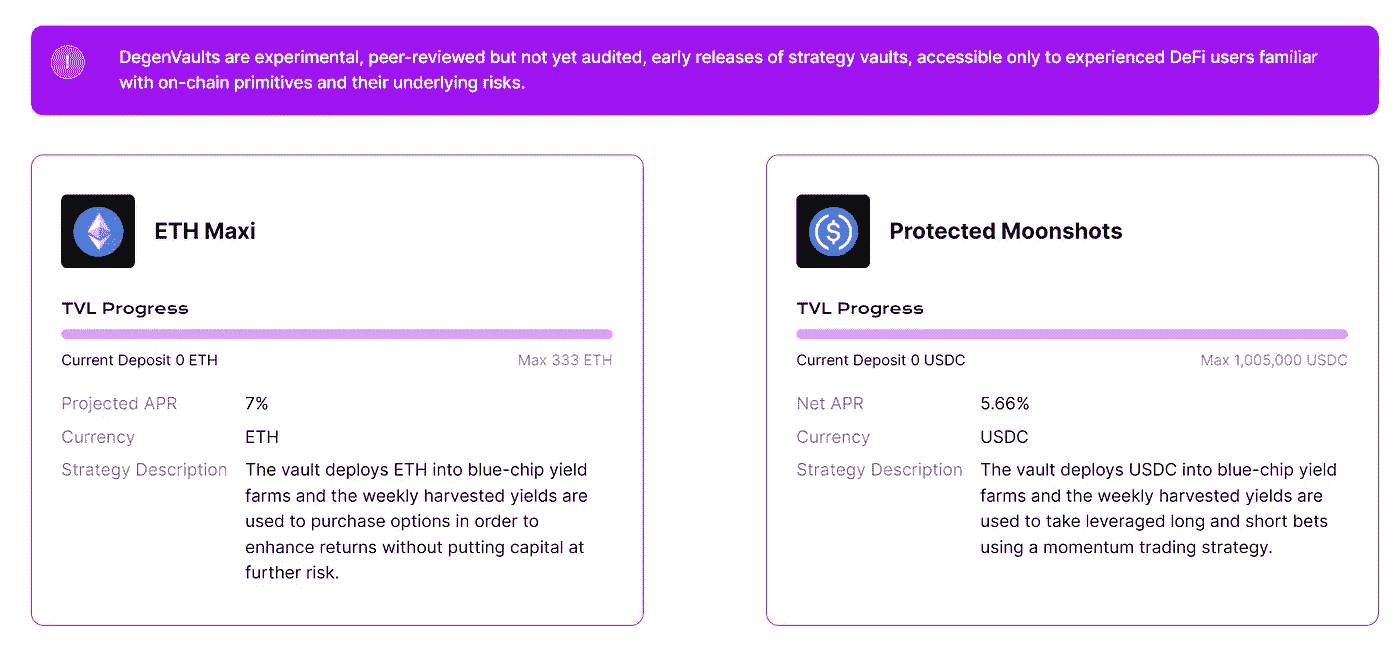 DegenVaults are experimental, peer-reviewed but not yet audited, early releases of strategy vaults, accessible only to experienced DeFi users familiar
with on-chain primitives and their underlying risks.
ETH Maxi
TVL Progress
Current Deposit 0 ETH
Max 333 ETH
Projected APR
7%
Currency
ETH
Strategy Description
The vault deploys ETH into blue-chip yield
farms and the weekly harvested yields are
used to purchase options in order to
enhance returns without putting capital at
further risk.
Protected Moonshots
TVL Progress
Current Deposit 0 USDC
Max 1,005,000 USDC
Net APR
5.66%
Currency
USDC
Strategy Description
The vault deploys USDC into blue-chip yield
farms and the weekly harvested yields are
used to take leveraged long and short bets
using a momentum trading strategy.